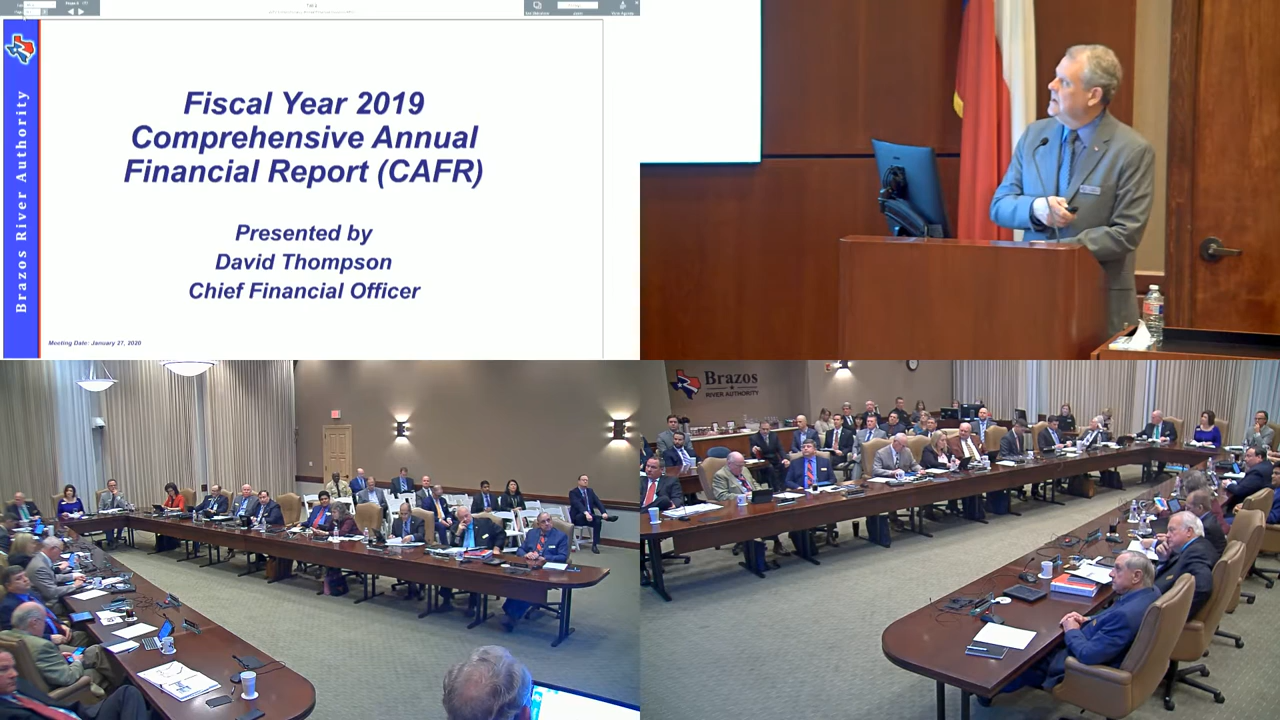 Fiscal Year 2019
Comprehensive Annual
Financial Report (CAFR)
Presented by
David Thompson
Chief Financial Officer
Brazos River Authority
Meeting Date: January 27, 2020
Brazos
RIVER AUTHORITY